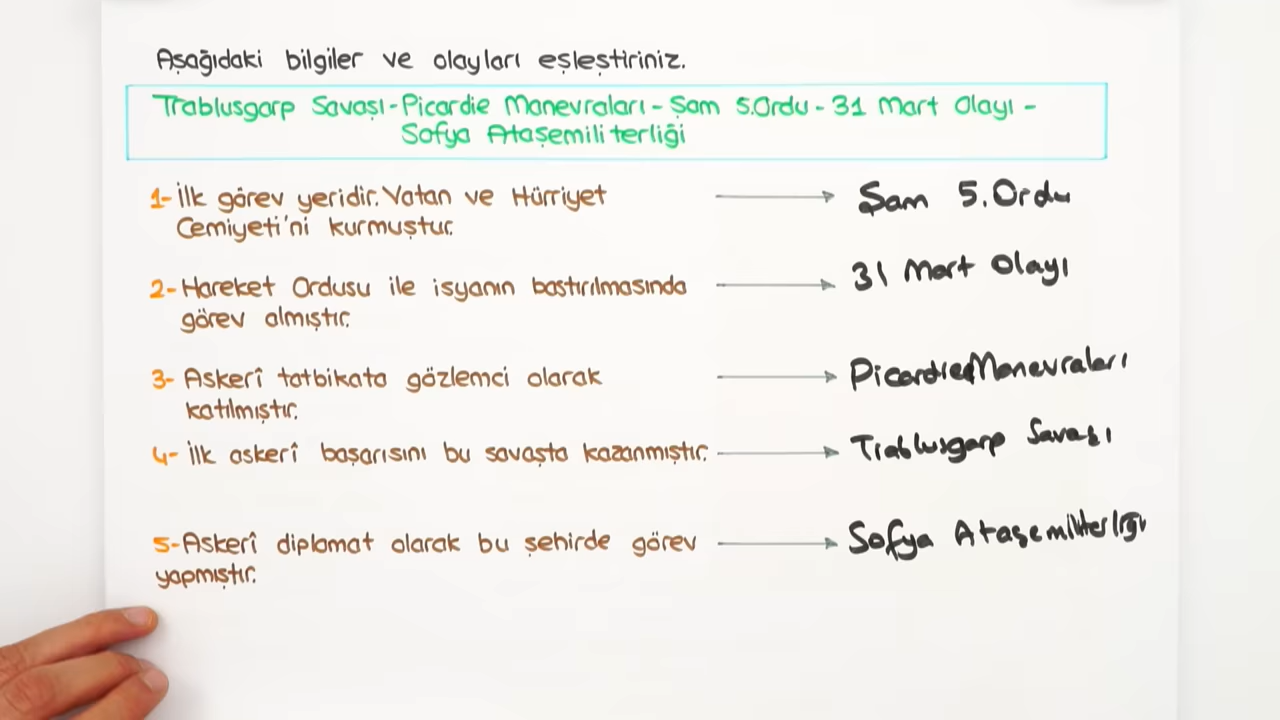 Aşağıdaki bilgiler ve olayları eşleştiriniz.
Trablusgarp Savaşı-Picardie Manevraları-Şam 5.Ordu-31 Mart Olayı-
Sofya Ataşemiliterliği
1-İlk görev yeridir. Vatan ve Hürriyet
Cemiyeti'ni kurmuştur.
Şam 5.Ordu
2-Hareket Ordusu ile isyanın bastırılmasında
görev almıştır.
31 Mart Olayı
3- Askerî tatbikata gözlemci olarak
katılmıştır.
Picardie Manevraları
4- İlk askerî başarısını bu savaşta kazanmıştır.
Trablusgarp Savaşı
5-Askerî diplomat olarak bu şehirde görev
yapmıştır.
Sofya Ataşemiliterliği